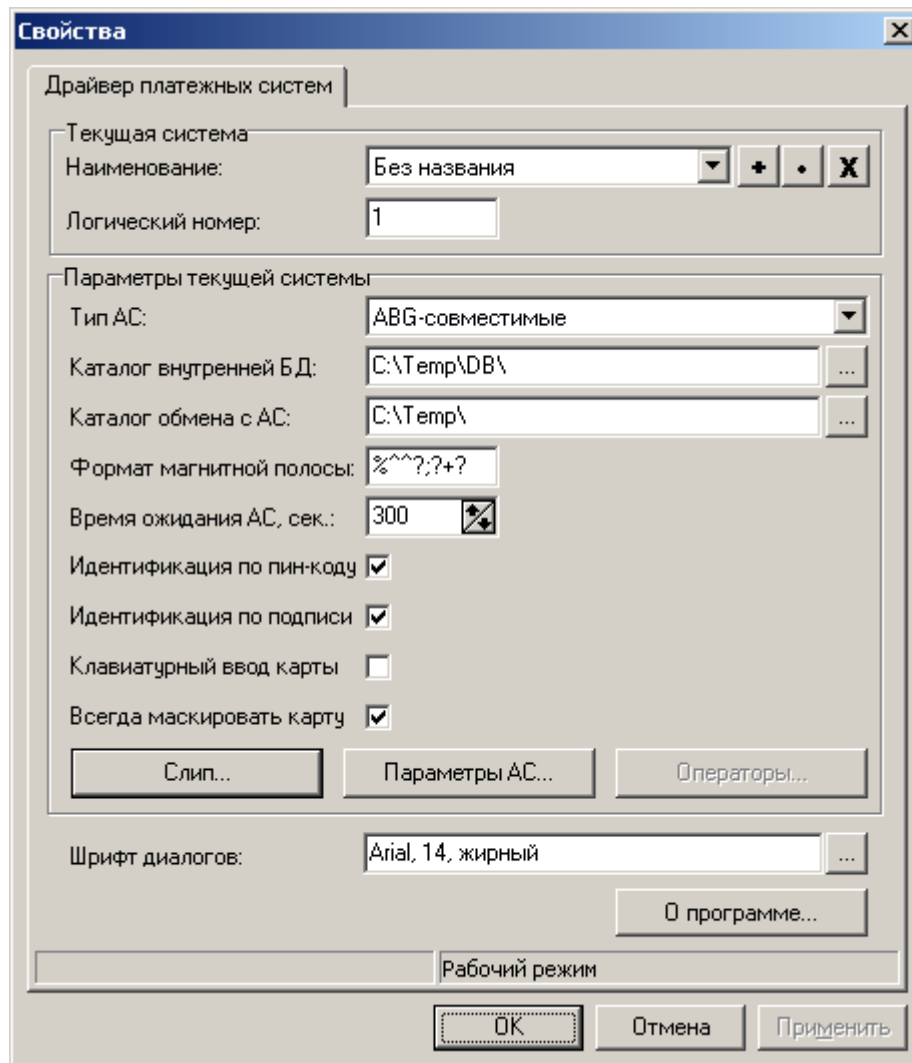 Свойства
Драйвер платежных систем
Текущая система
Наименование: Без названия + • X
Логический номер: 1
Параметры текущей системы
Тип АС: ABG-совместимые
Каталог внутренней БД: C:\Temp\DB\ ...
Каталог обмена с АС: C:\Temp\ ...
Формат магнитной полосы: %^^?;?+?
Время ожидания АС, сек.: 300
Идентификация по пин-коду
Идентификация по подписи
Клавиатурный ввод карты
Всегда маскировать карту
Слип... Параметры АС... Операторы...
Шрифт диалогов: Arial, 14, жирный ...
О программе...
Рабочий режим
OK Отмена Применить